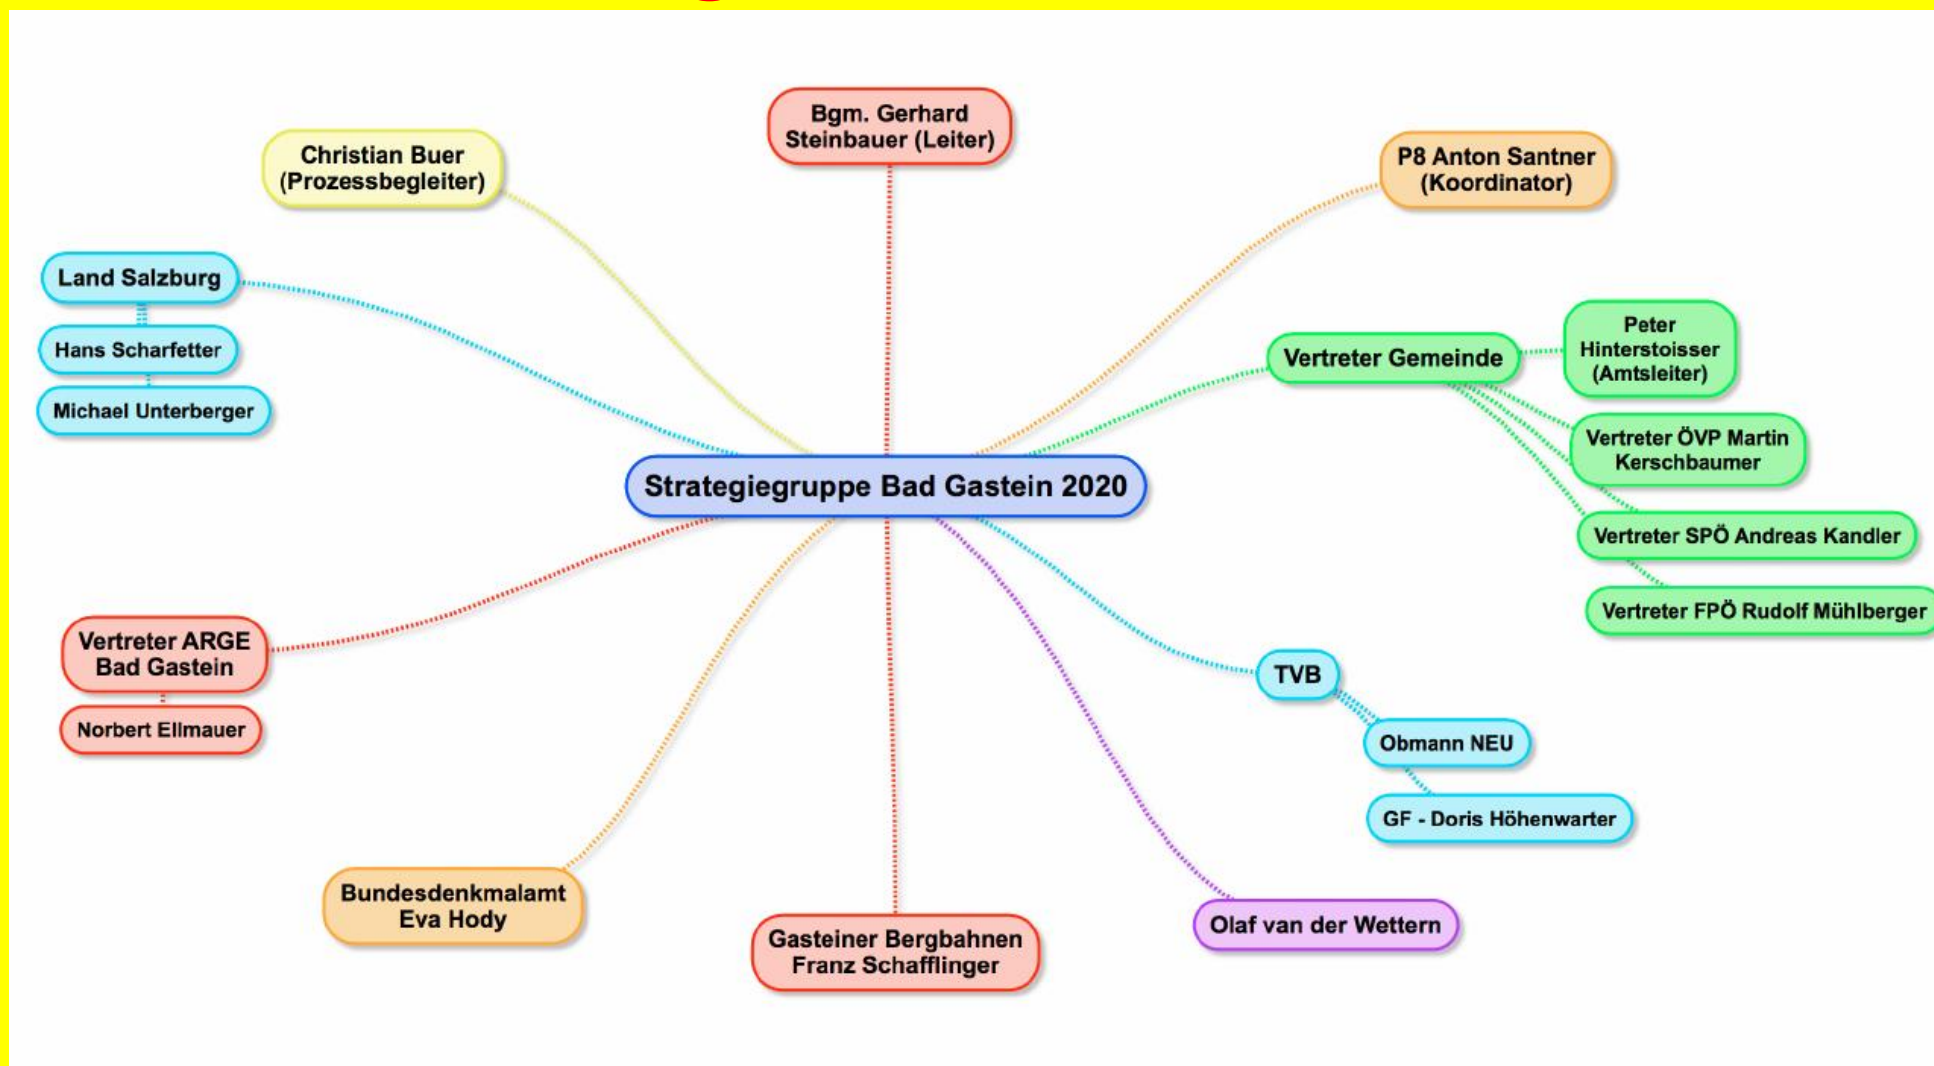 Bgm. Gerhard
Steinbauer (Leiter)
Christian Buer
(Prozessbegleiter)
P8 Anton Santner
(Koordinator)
Land Salzburg
Hans Scharfetter
Michael Unterberger
Vertreter Gemeinde
Peter
Hinterstoisser
(Amtsleiter)
Vertreter ÖVP Martin
Kerschbaumer
Vertreter SPÖ Andreas Kandler
Vertreter FPÖ Rudolf Mühlberger
Strategiegruppe Bad Gastein 2020
Vertreter ARGE
Bad Gastein
Norbert Ellmauer
TVB
Obmann NEU
GF - Doris Höhenwarter
Bundesdenkmalamt
Eva Hody
Gasteiner Bergbahnen
Franz Schafflinger
Olaf van der Wettern